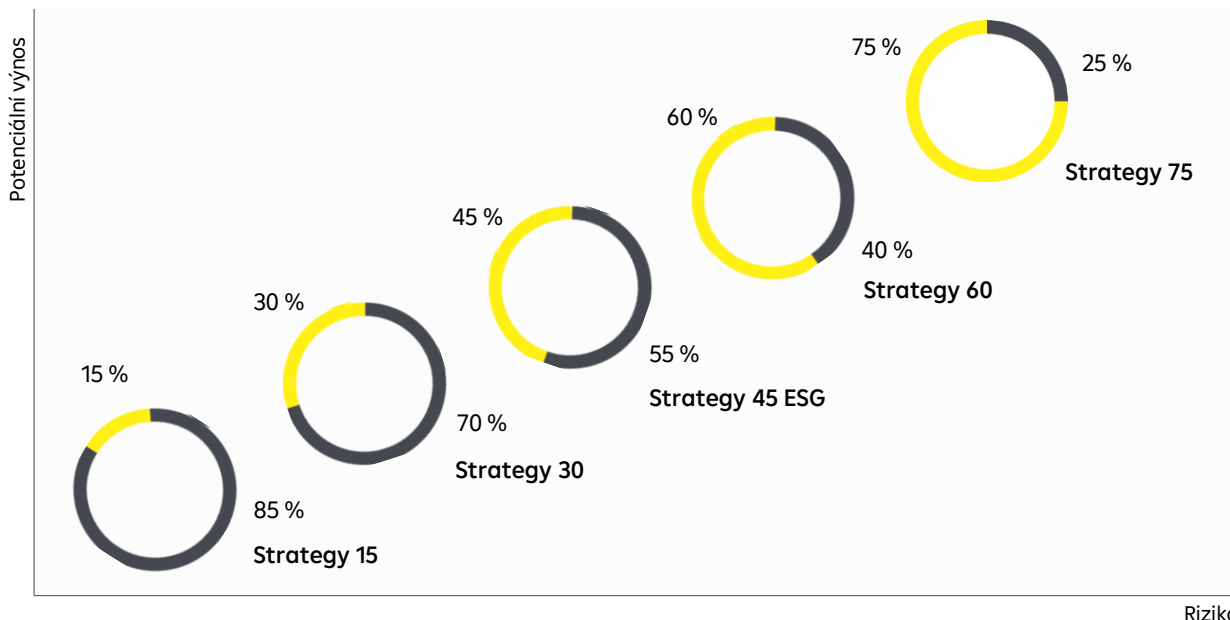 Potenciální výnos
75 %
25 %
Strategy 75
60 %
40 %
Strategy 60
45 %
55 %
Strategy 45 ESG
30 %
70 %
Strategy 30
15 %
85 %
Strategy 15
Riziko